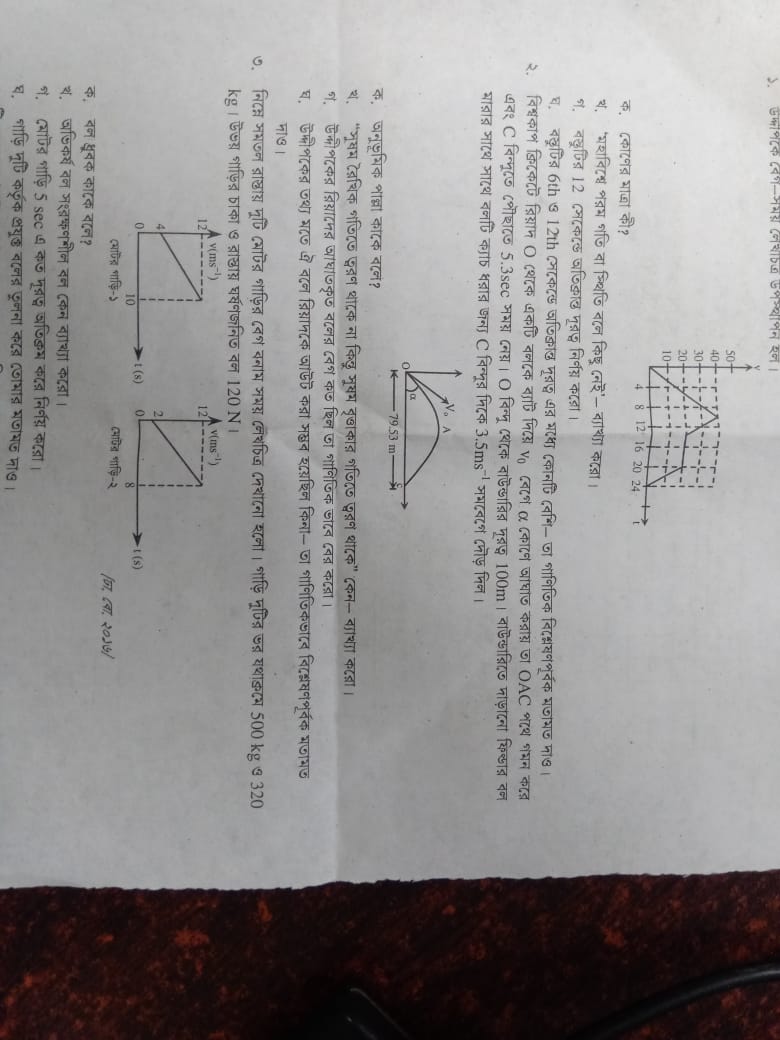 ১. উদ্দীপকে বেগ–সময় লেখচিত্র উপস্থাপন হল।
v
50
40
30
20
10
4 8 12 16 20 24 t
ক. কোণের মাত্রা কী?
খ. 'মহাবিশ্বে পরম গতি বা স্থিতি বলে কিছু নেই'– ব্যাখ্যা করো।
গ. বস্তুটির 12 সেকেন্ডে অতিক্রান্ত দূরত্ব নির্ণয় করো।
ঘ. বস্তুটির 6th ও 12th সেকেন্ডে অতিক্রান্ত দূরত্ব এর মধ্যে কোনটি বেশি– তা গাণিতিক বিশ্লেষণপূর্বক মতামত দাও।
২. বিশ্বকাপ ক্রিকেটে রিয়াদ O থেকে একটি বলকে ব্যাট দিয়ে v₀ বেগে α কোণে আঘাত করায় তা OAC পথে গমন করে
এবং C বিন্দুতে পৌঁছাতে 5.3sec সময় নেয়। O বিন্দু থেকে বাউন্ডারির দূরত্ব 100m। বাউন্ডারিতে দাড়ানো ফিল্ডার বল
মারার সাথে সাথে বলটি ক্যাচ ধরার জন্য C বিন্দুর দিকে 3.5ms⁻¹ সমবেগে দৌড় দিল।
V₀ A
O α C
79.53 m
ক. অনুভূমিক পাল্লা কাকে বলে?
খ. "সুষম রৈখিক গতিতে ত্বরণ থাকে না কিন্তু সুষম বৃত্তাকার গতিতে ত্বরণ থাকে" কেন– ব্যাখ্যা করো।
গ. উদ্দীপকের রিয়াদের আঘাতকৃত বলের বেগ কত ছিল তা গাণিতিক ভাবে বের করো।
ঘ. উদ্দীপকের তথ্য মতে ঐ বলে রিয়াদকে আউট করা সম্ভব হয়েছিল কিনা– তা গাণিতিকভাবে বিশ্লেষণপূর্বক মতামত
দাও।
৩. নিম্নে সমতল রাস্তায় দুটি মোটর গাড়ির বেগ বনাম সময় লেখচিত্র দেখানো হলো। গাড়ি দুটির ভর যথাক্রমে 500 kg ও 320
kg। উভয় গাড়ির চাকা ও রাস্তায় ঘর্ষণজনিত বল 120 N।
v(ms⁻¹) v(ms⁻¹)
12 12
4 2
0 10 t (s) 0 8 t (s)
মোটর গাড়ি-১ মোটর গাড়ি-২
[ঢা. বো. ২০১৬]
ক. বল ধ্রুবক কাকে বলে?
খ. অভিকর্ষ বল সংরক্ষণশীল বল কেন ব্যাখ্যা করো।
গ. মোটর গাড়ি 5 sec এ কত দূরত্ব অতিক্রম করে নির্ণয় করো।
ঘ. গাড়ি দুটি কর্তৃক প্রযুক্ত বলের তুলনা করে তোমার মতামত দাও।